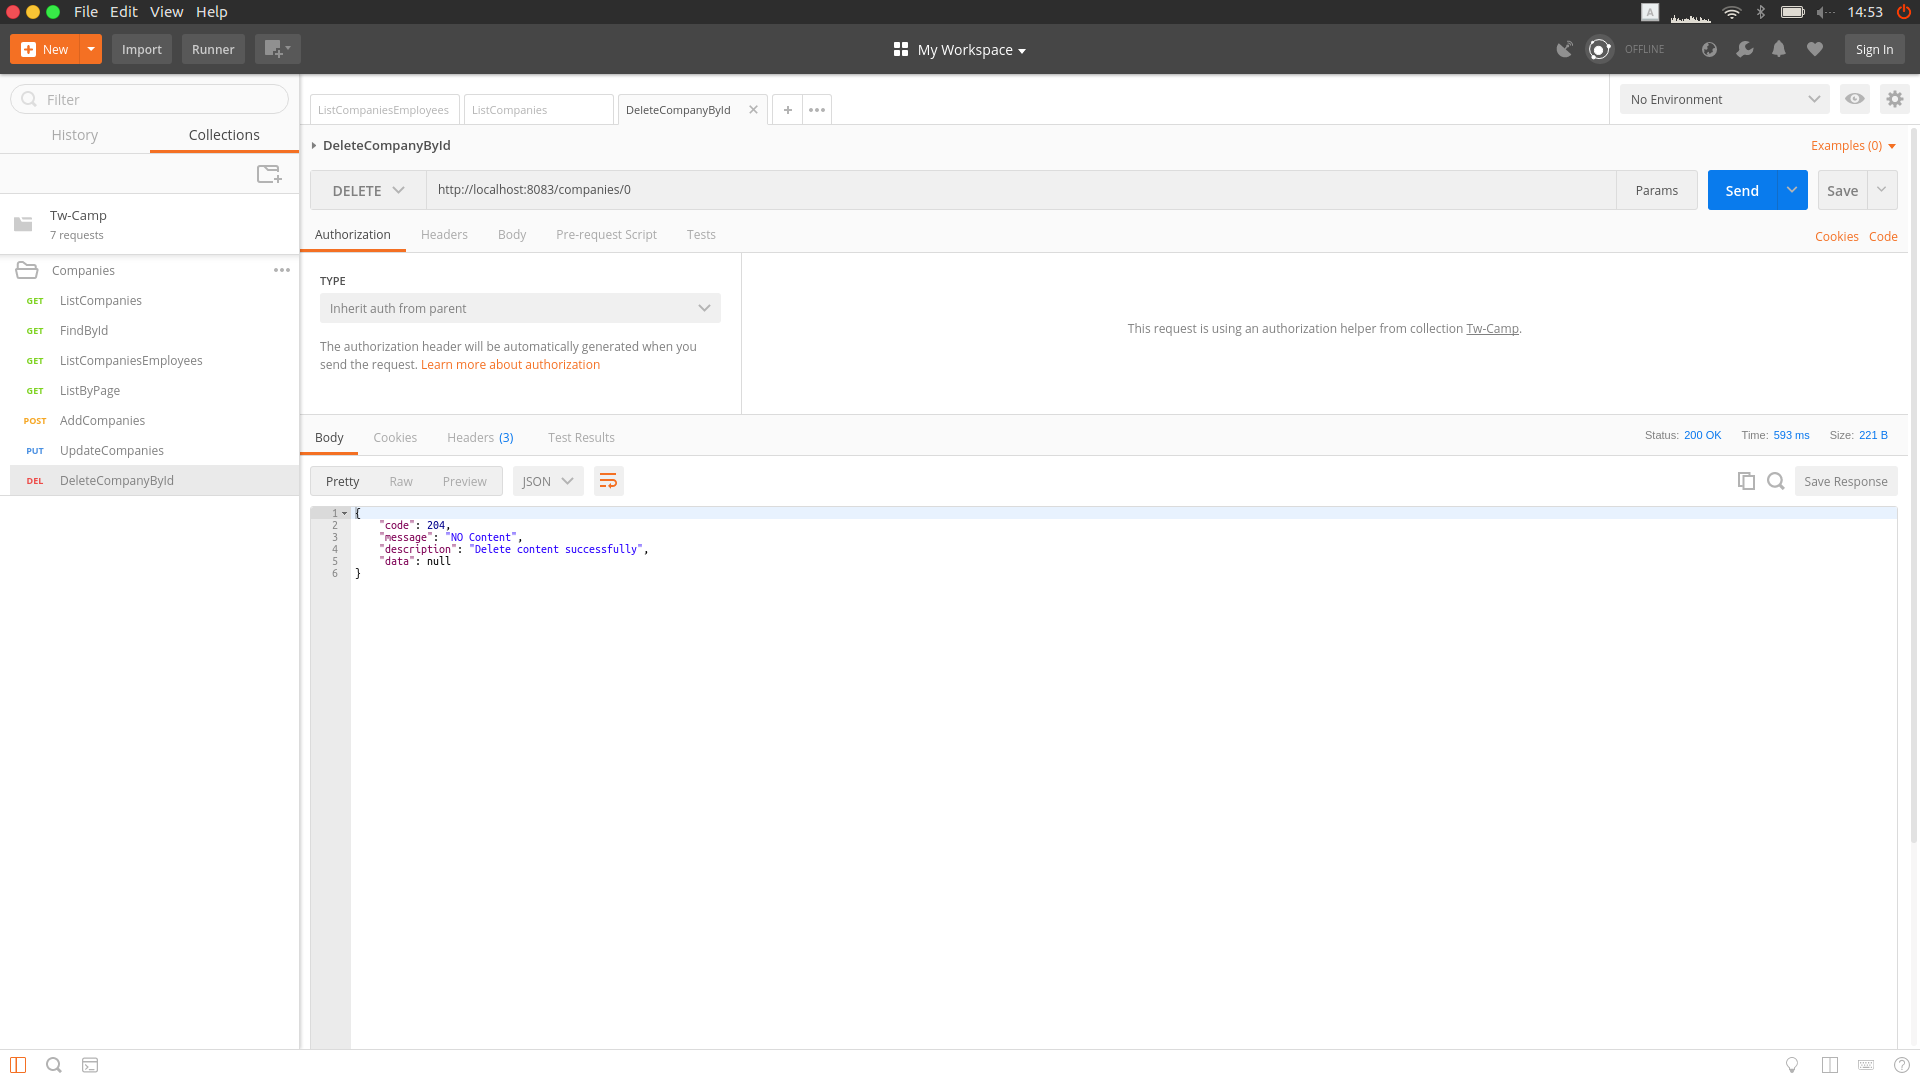 File Edit View Help
A
14:53
New
Import
Runner
My Workspace
OFFLINE
Sign In
Filter
History
Collections
Tw-Camp
7 requests
Companies
GET ListCompanies
GET FindById
GET ListCompaniesEmployees
GET ListByPage
POST AddCompanies
PUT UpdateCompanies
DEL DeleteCompanyById
ListCompaniesEmployees
ListCompanies
DeleteCompanyById
No Environment
DeleteCompanyById
Examples (0)
DELETE
http://localhost:8083/companies/0
Params
Send
Save
Authorization
Headers
Body
Pre-request Script
Tests
Cookies
Code
TYPE
Inherit auth from parent
The authorization header will be automatically generated when you
send the request. Learn more about authorization
This request is using an authorization helper from collection Tw-Camp.
Body
Cookies
Headers (3)
Test Results
Status: 200 OK
Time: 593 ms
Size: 221 B
Pretty
Raw
Preview
JSON
Save Response
1 {
2 "code": 204,
3 "message": "NO Content",
4 "description": "Delete content successfully",
5 "data": null
6 }